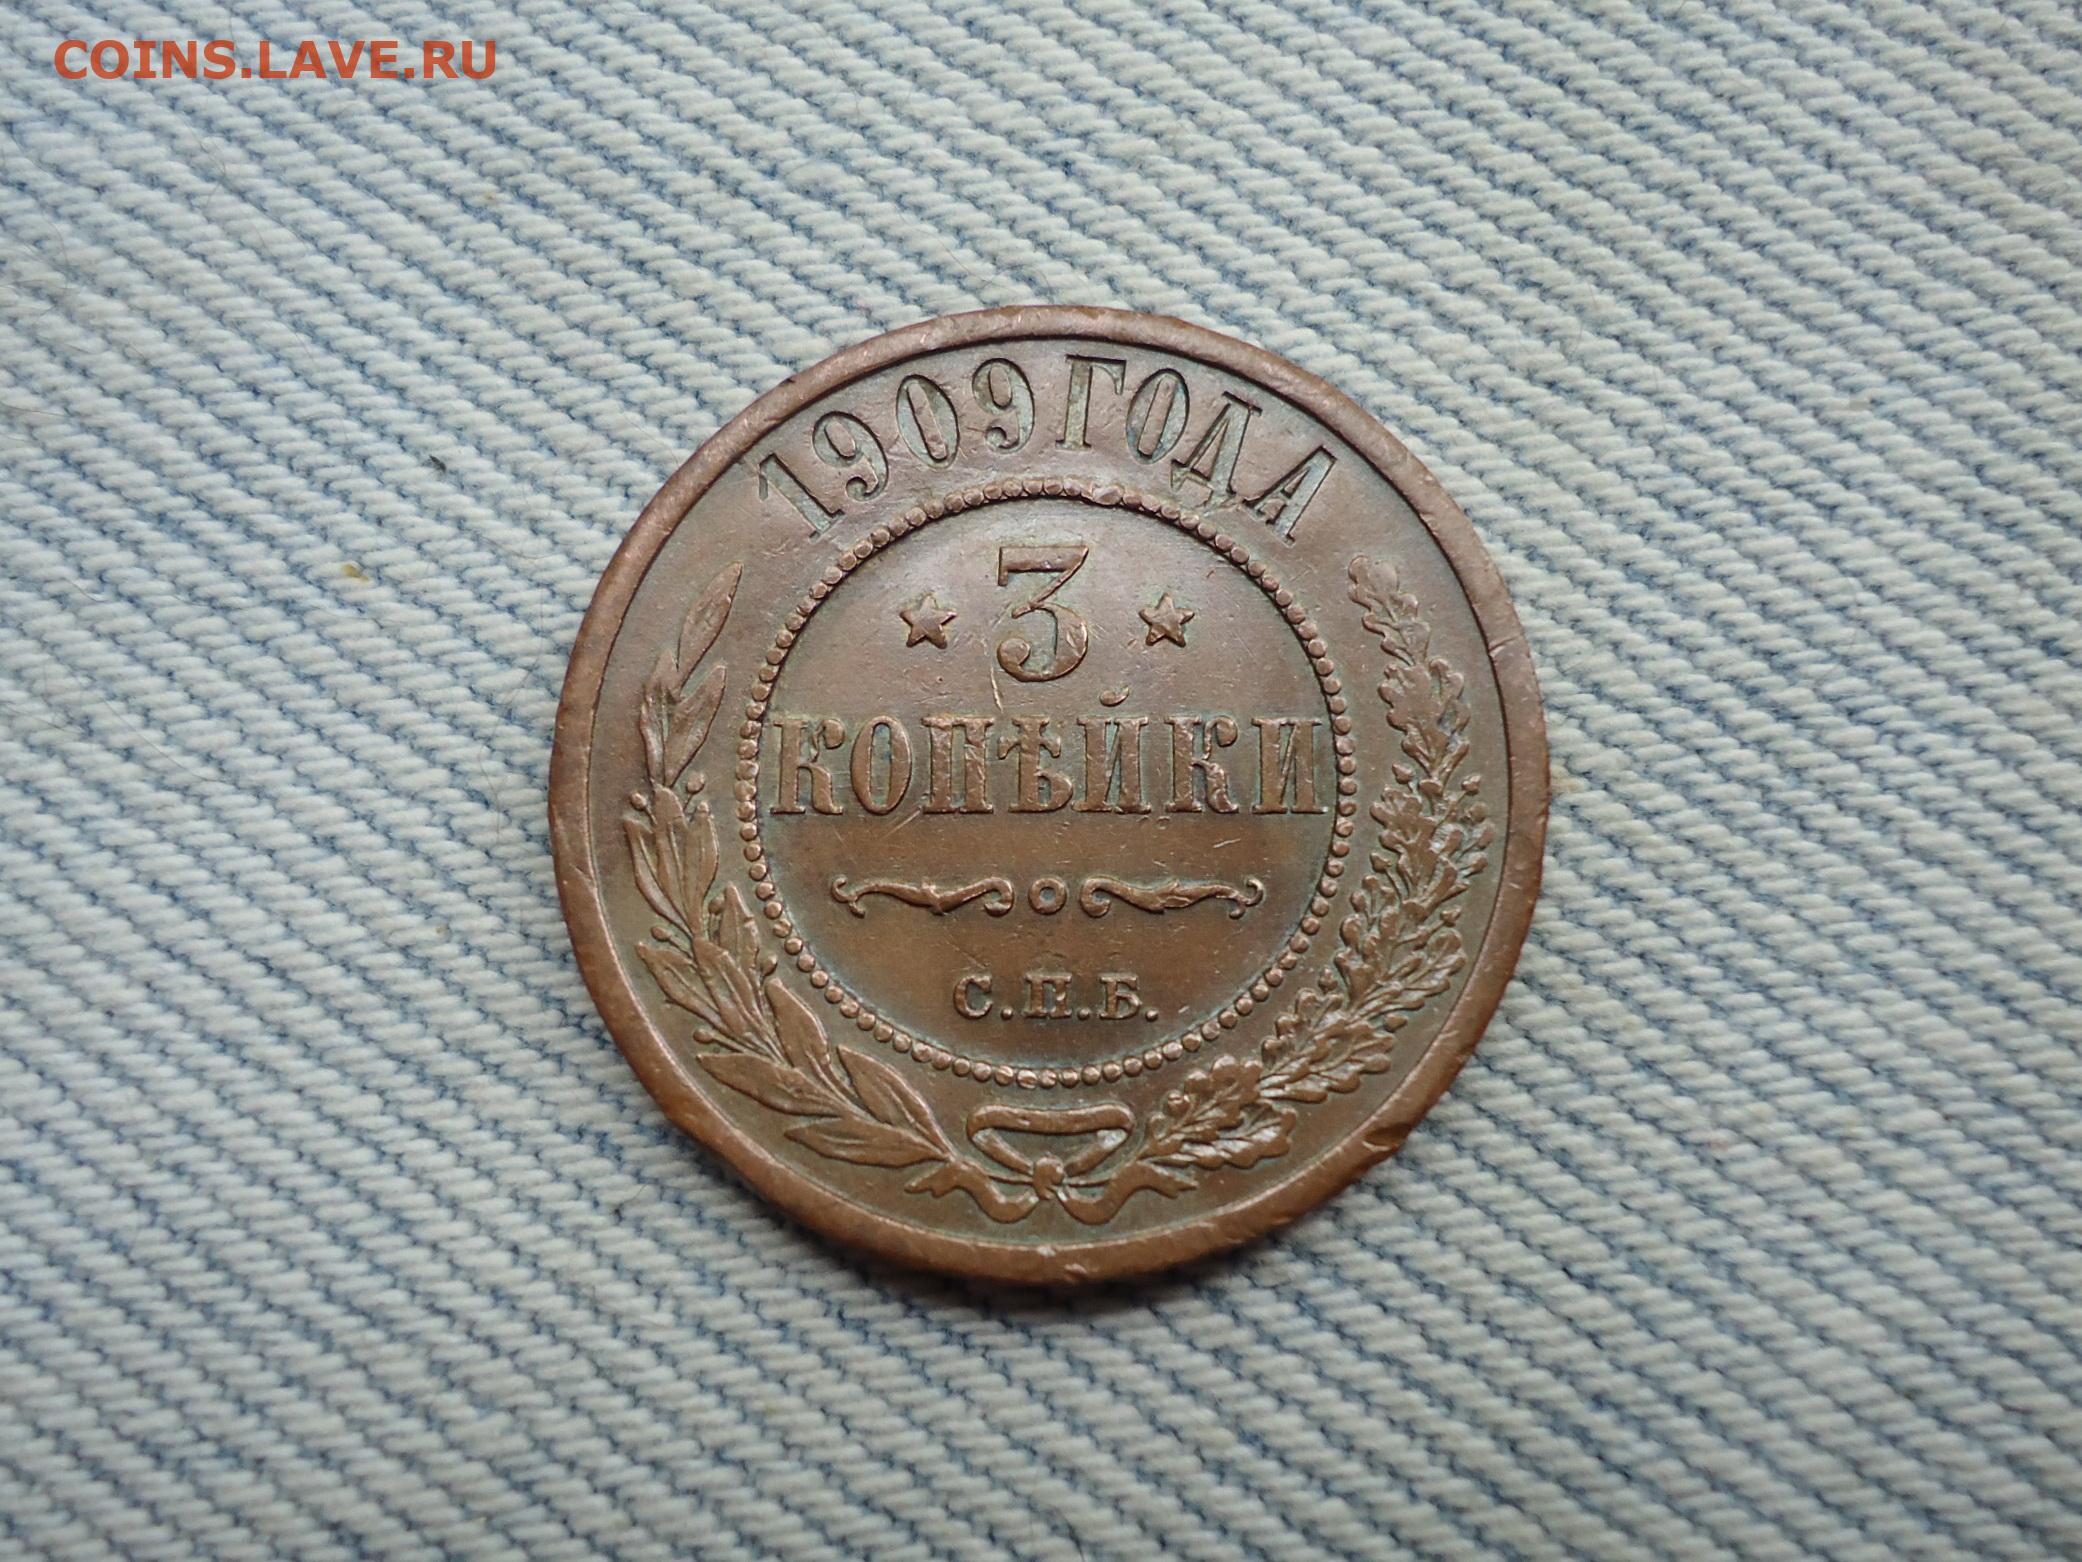 COINS.LAVE.RU
1909 ГОДА
3
КОПѢЙКИ
С.П.Б.